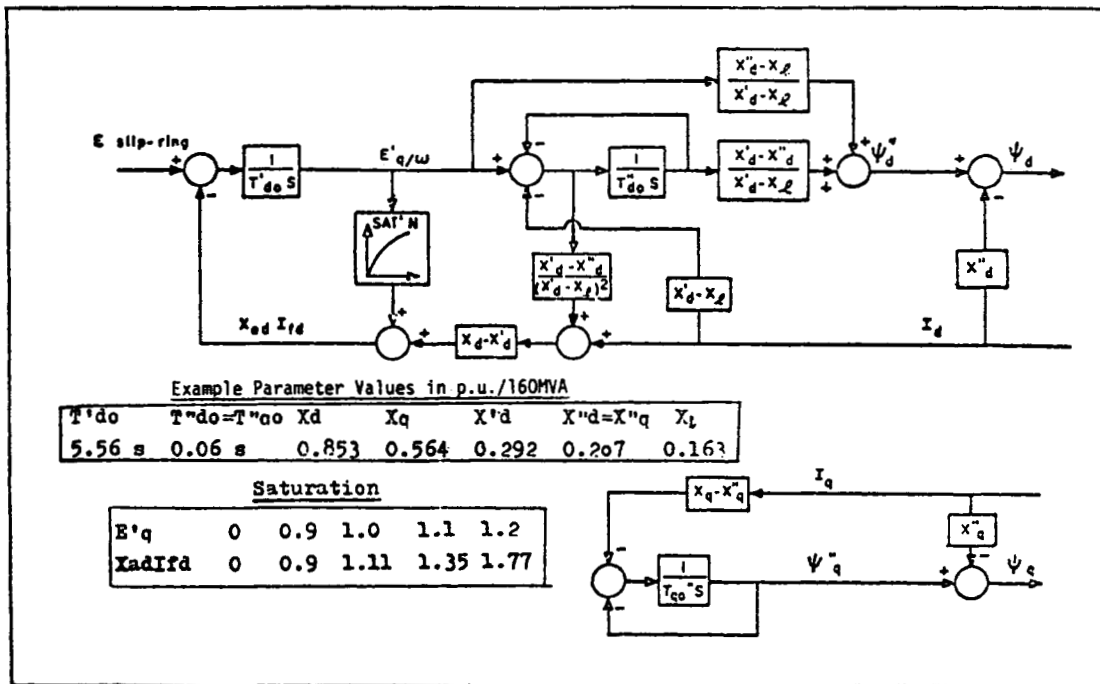 X"d-Xℓ
X'd-Xℓ
E slip-ring
+
-
1
T'do S
E'q/ω
+
-
-
1
T"do S
X'd-X"d
X'd-Xℓ
+
+
Ψ"d
+
-
Ψd
SAT'N
X'd-X"d
(X'd-Xℓ)²
X'd-Xℓ
X"d
+
+
Xad Ifd
+
Xd-X'd
+
Id
Example Parameter Values in p.u./160MVA
T'do T"do=T"qo Xd Xq X'd X"d=X"q Xℓ
5.56 s 0.06 s 0.853 0.564 0.292 0.207 0.163
Saturation
E'q 0 0.9 1.0 1.1 1.2
XadIfd 0 0.9 1.11 1.35 1.77
Xq-X"q
Iq
X"q
-
-
1
Tqo" S
Ψ"q
+
-
Ψq